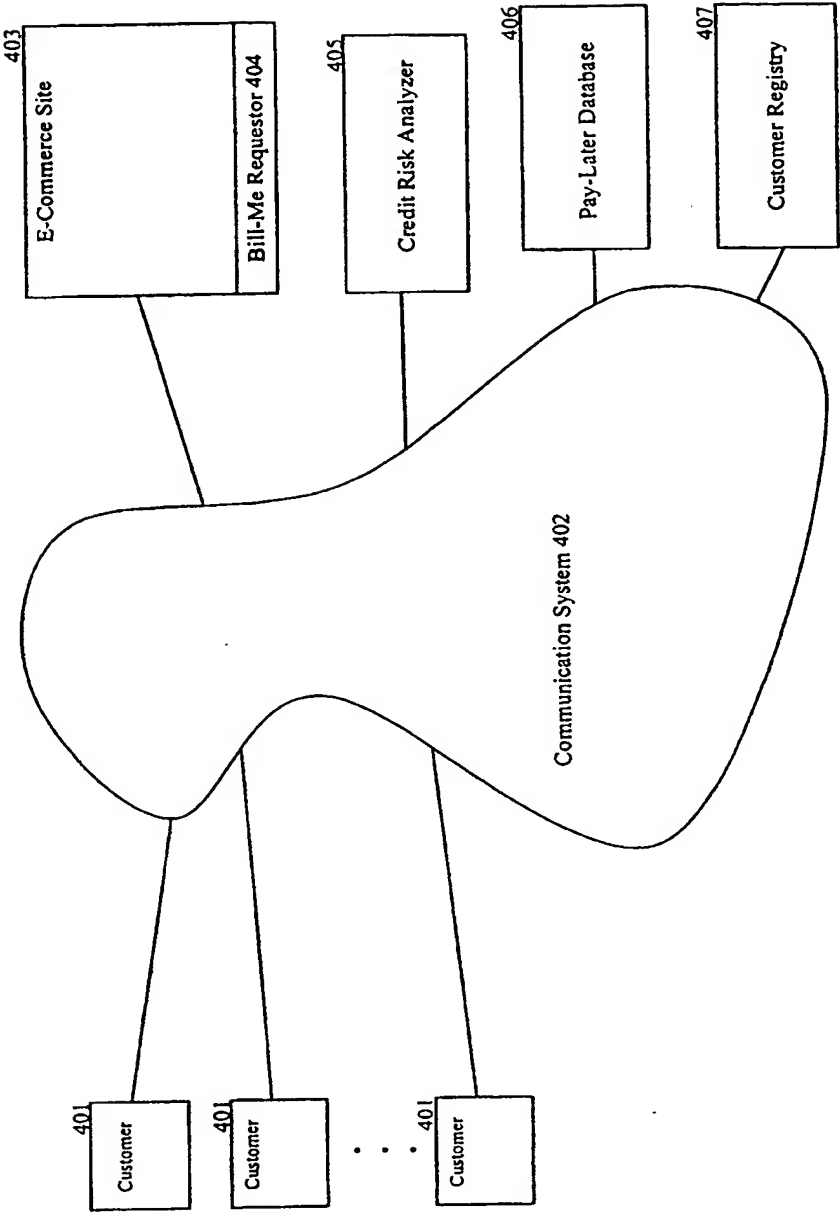 403
E-Commerce Site
Bill-Me Requestor 404
405
Credit Risk Analyzer
406
Pay-Later Database
407
Customer Registry
Communication System 402
401
Customer
401
Customer
. . .
401
Customer